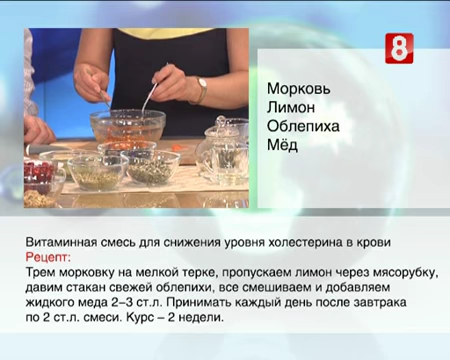 8
Морковь
Лимон
Облепиха
Мёд
Витаминная смесь для снижения уровня холестерина в крови
Рецепт:
Трем морковку на мелкой терке, пропускаем лимон через мясорубку,
давим стакан свежей облепихи, все смешиваем и добавляем
жидкого меда 2–3 ст.л. Принимать каждый день после завтрака
по 2 ст.л. смеси. Курс – 2 недели.